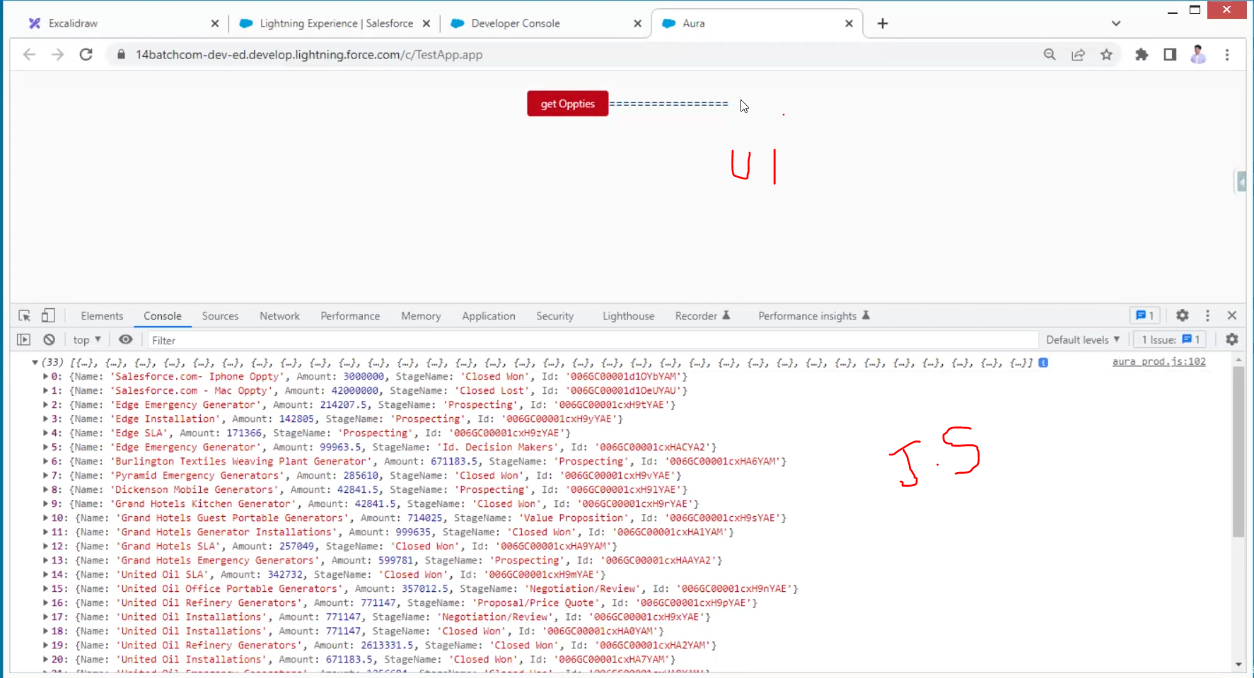 Excalidraw
Lightning Experience | Salesforce
Developer Console
Aura
14batchcom-dev-ed.develop.lightning.force.com/c/TestApp.app
get Oppties =================
U I
Elements Console Sources Network Performance Memory Application Security Lighthouse Recorder Performance insights 1
top Filter Default levels 1 Issue: 1
(33) [{…}, {…}, {…}, {…}, {…}, {…}, {…}, {…}, {…}, {…}, {…}, {…}, {…}, {…}, {…}, {…}, {…}, {…}, {…}, {…}, {…}, {…}, {…}, {…}, {…}, {…}, {…}, {…}, {…}, {…}, {…}, {…}, {…}] aura_prod.js:102
0: {Name: 'Salesforce.com- Iphone Oppty', Amount: 3000000, StageName: 'Closed Won', Id: '006GC00001d1OYbYAM'}
1: {Name: 'Salesforce.com - Mac Oppty', Amount: 42000000, StageName: 'Closed Lost', Id: '006GC00001d1OeUYAU'}
2: {Name: 'Edge Emergency Generator', Amount: 214207.5, StageName: 'Prospecting', Id: '006GC00001cxH9tYAE'}
3: {Name: 'Edge Installation', Amount: 142805, StageName: 'Prospecting', Id: '006GC00001cxH9yYAE'}
4: {Name: 'Edge SLA', Amount: 171366, StageName: 'Prospecting', Id: '006GC00001cxH9zYAE'}
5: {Name: 'Edge Emergency Generator', Amount: 99963.5, StageName: 'Id. Decision Makers', Id: '006GC00001cxHACYA2'}
6: {Name: 'Burlington Textiles Weaving Plant Generator', Amount: 671183.5, StageName: 'Prospecting', Id: '006GC00001cxHA6YAM'}
7: {Name: 'Pyramid Emergency Generators', Amount: 285610, StageName: 'Closed Won', Id: '006GC00001cxH9vYAE'}
8: {Name: 'Dickenson Mobile Generators', Amount: 42841.5, StageName: 'Prospecting', Id: '006GC00001cxH9lYAE'}
9: {Name: 'Grand Hotels Kitchen Generator', Amount: 42841.5, StageName: 'Closed Won', Id: '006GC00001cxH9rYAE'}
J.S
10: {Name: 'Grand Hotels Guest Portable Generators', Amount: 714025, StageName: 'Value Proposition', Id: '006GC00001cxH9sYAE'}
11: {Name: 'Grand Hotels Generator Installations', Amount: 999635, StageName: 'Closed Won', Id: '006GC00001cxHA1YAM'}
12: {Name: 'Grand Hotels SLA', Amount: 257049, StageName: 'Closed Won', Id: '006GC00001cxHA9YAM'}
13: {Name: 'Grand Hotels Emergency Generators', Amount: 599781, StageName: 'Prospecting', Id: '006GC00001cxHAAYA2'}
14: {Name: 'United Oil SLA', Amount: 342732, StageName: 'Closed Won', Id: '006GC00001cxH9mYAE'}
15: {Name: 'United Oil Office Portable Generators', Amount: 357012.5, StageName: 'Negotiation/Review', Id: '006GC00001cxH9nYAE'}
16: {Name: 'United Oil Refinery Generators', Amount: 771147, StageName: 'Proposal/Price Quote', Id: '006GC00001cxH9pYAE'}
17: {Name: 'United Oil Installations', Amount: 771147, StageName: 'Negotiation/Review', Id: '006GC00001cxH9xYAE'}
18: {Name: 'United Oil Installations', Amount: 771147, StageName: 'Closed Won', Id: '006GC00001cxHA0YAM'}
19: {Name: 'United Oil Refinery Generators', Amount: 2613331.5, StageName: 'Closed Won', Id: '006GC00001cxHA2YAM'}
20: {Name: 'United Oil Installations', Amount: 671183.5, StageName: 'Closed Won', Id: '006GC00001cxHA7YAM'}